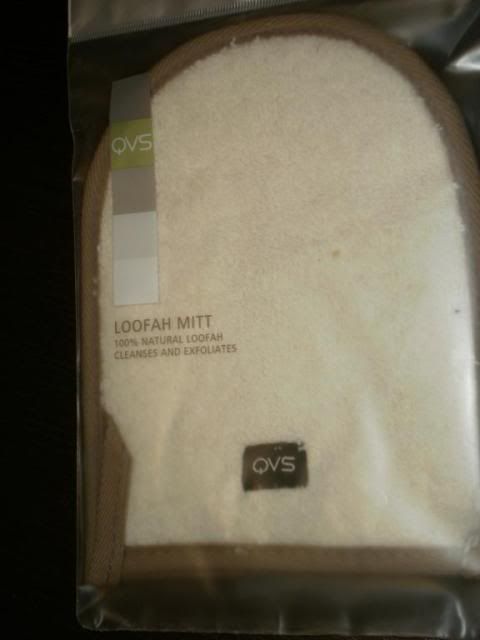 QVS
LOOFAH MITT
100% NATURAL LOOFAH
CLEANSES AND EXFOLIATES
QVS